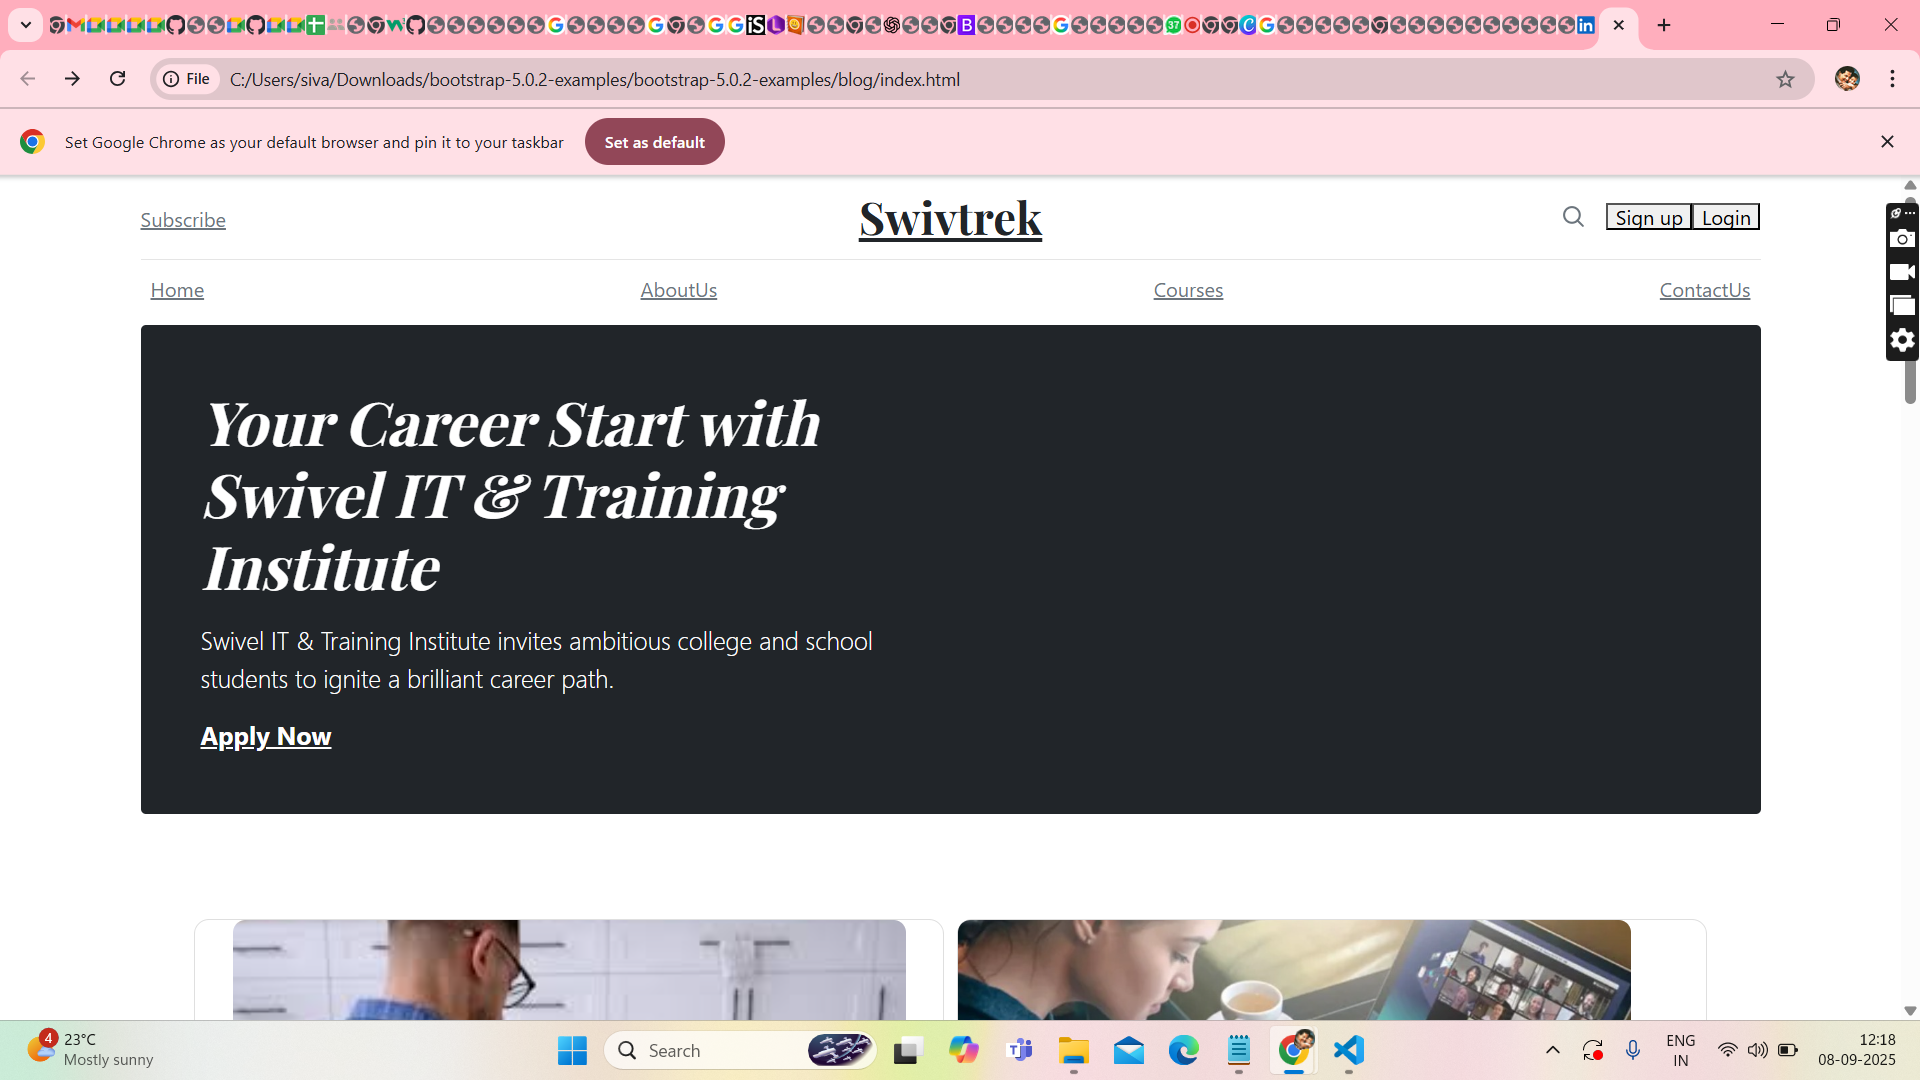 File
C:/Users/siva/Downloads/bootstrap-5.0.2-examples/bootstrap-5.0.2-examples/blog/index.html
Set Google Chrome as your default browser and pin it to your taskbar
Set as default
Subscribe
Swivtrek
Sign up
Login
Home
AboutUs
Courses
ContactUs
Your Career Start with
Swivel IT & Training
Institute
Swivel IT & Training Institute invites ambitious college and school
students to ignite a brilliant career path.
Apply Now
4
23°C
Mostly sunny
Search
ENG
IN
12:18
08-09-2025